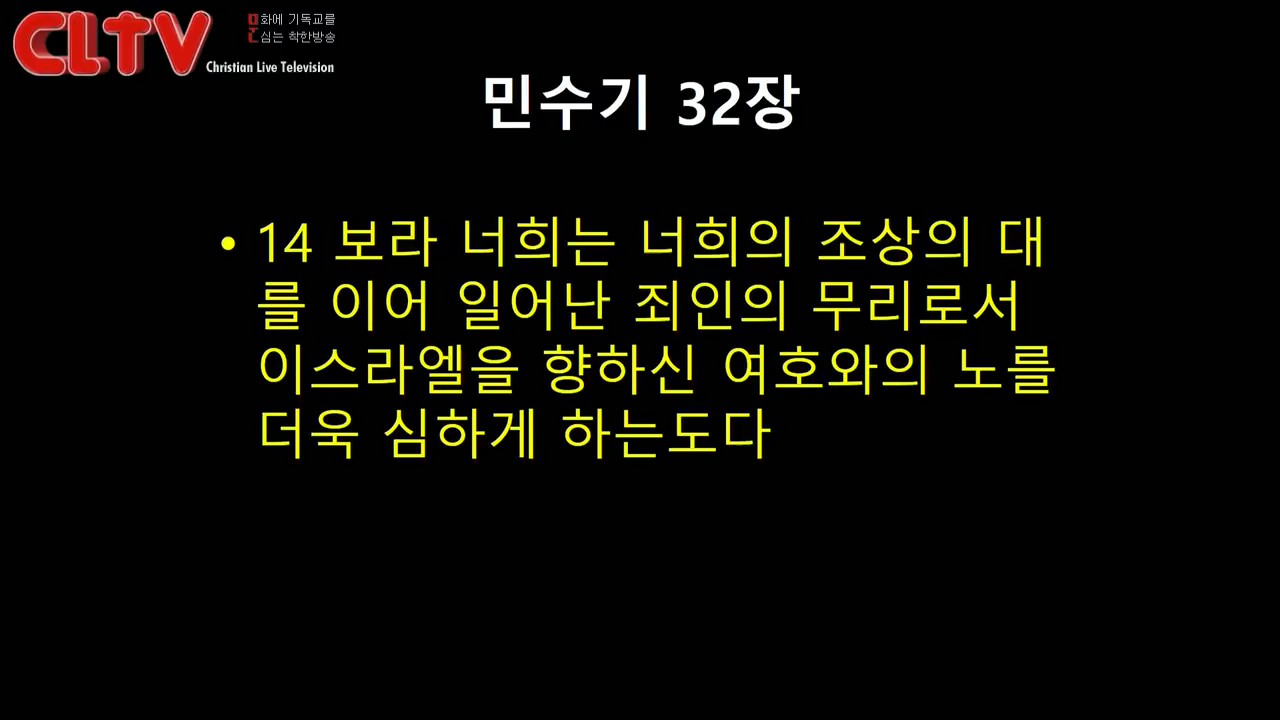 CLTV
문화에 기독교를
심는 착한방송
Christian Live Television
민수기 32장
• 14 보라 너희는 너희의 조상의 대
를 이어 일어난 죄인의 무리로서
이스라엘을 향하신 여호와의 노를
더욱 심하게 하는도다